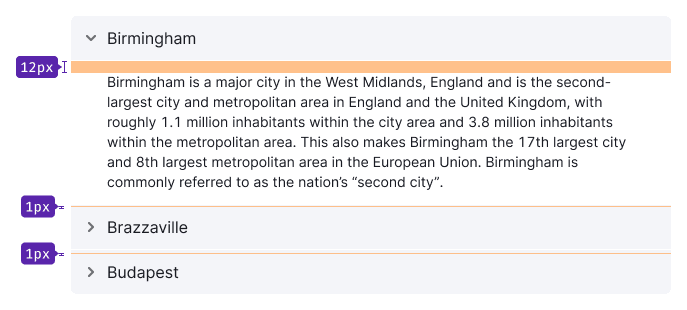 Birmingham
12px
Birmingham is a major city in the West Midlands, England and is the second-
largest city and metropolitan area in England and the United Kingdom, with
roughly 1.1 million inhabitants within the city area and 3.8 million inhabitants
within the metropolitan area. This also makes Birmingham the 17th largest city
and 8th largest metropolitan area in the European Union. Birmingham is
commonly referred to as the nation’s “second city”.
1px
Brazzaville
1px
Budapest